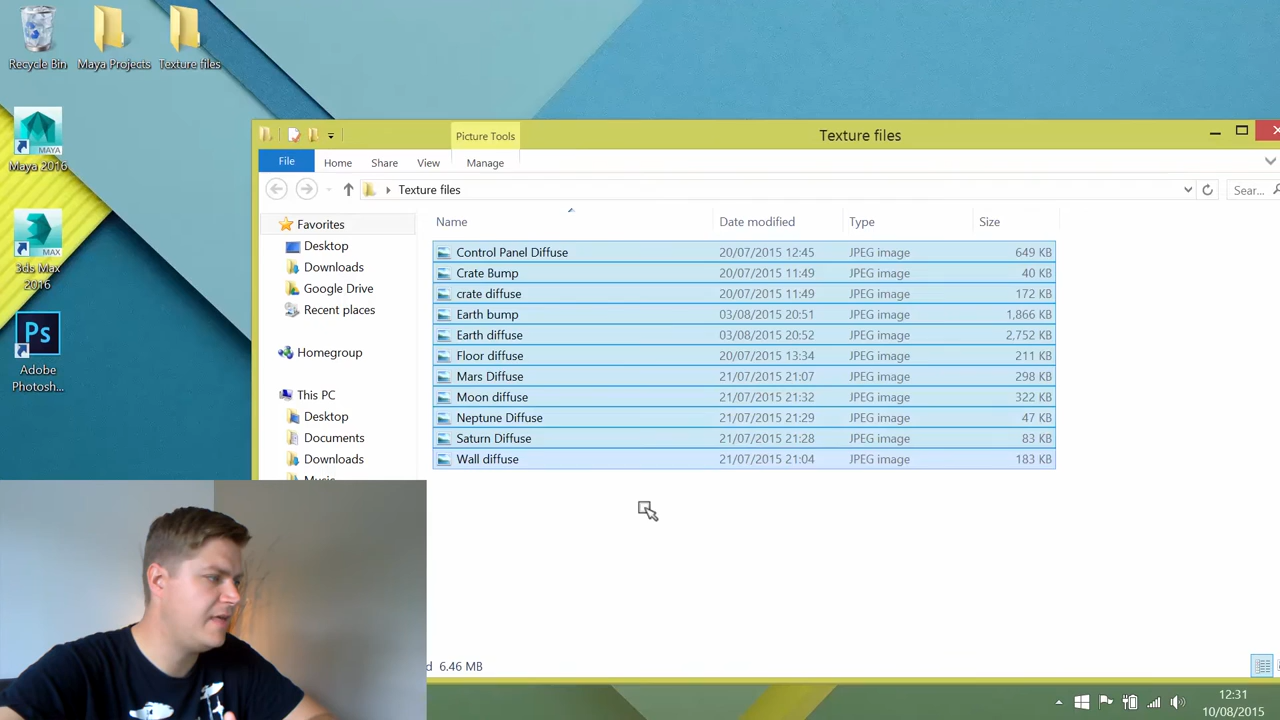 Recycle Bin
Maya Projects
Texture files
MAYA
Maya 2016
MAX
3ds Max
2016
Ps
Adobe
Photosh...
Picture Tools
Texture files
File
Home
Share
View
Manage
Texture files
Sear...
Name
Date modified
Type
Size
Favorites
Desktop
Downloads
Google Drive
Recent places
Homegroup
This PC
Desktop
Documents
Downloads
Music
Control Panel Diffuse 20/07/2015 12:45 JPEG image 649 KB
Crate Bump 20/07/2015 11:49 JPEG image 40 KB
crate diffuse 20/07/2015 11:49 JPEG image 172 KB
Earth bump 03/08/2015 20:51 JPEG image 1,866 KB
Earth diffuse 03/08/2015 20:52 JPEG image 2,752 KB
Floor diffuse 20/07/2015 13:34 JPEG image 211 KB
Mars Diffuse 21/07/2015 21:07 JPEG image 298 KB
Moon diffuse 21/07/2015 21:32 JPEG image 322 KB
Neptune Diffuse 21/07/2015 21:29 JPEG image 47 KB
Saturn Diffuse 21/07/2015 21:28 JPEG image 83 KB
Wall diffuse 21/07/2015 21:04 JPEG image 183 KB
d 6.46 MB
12:31
10/08/2015